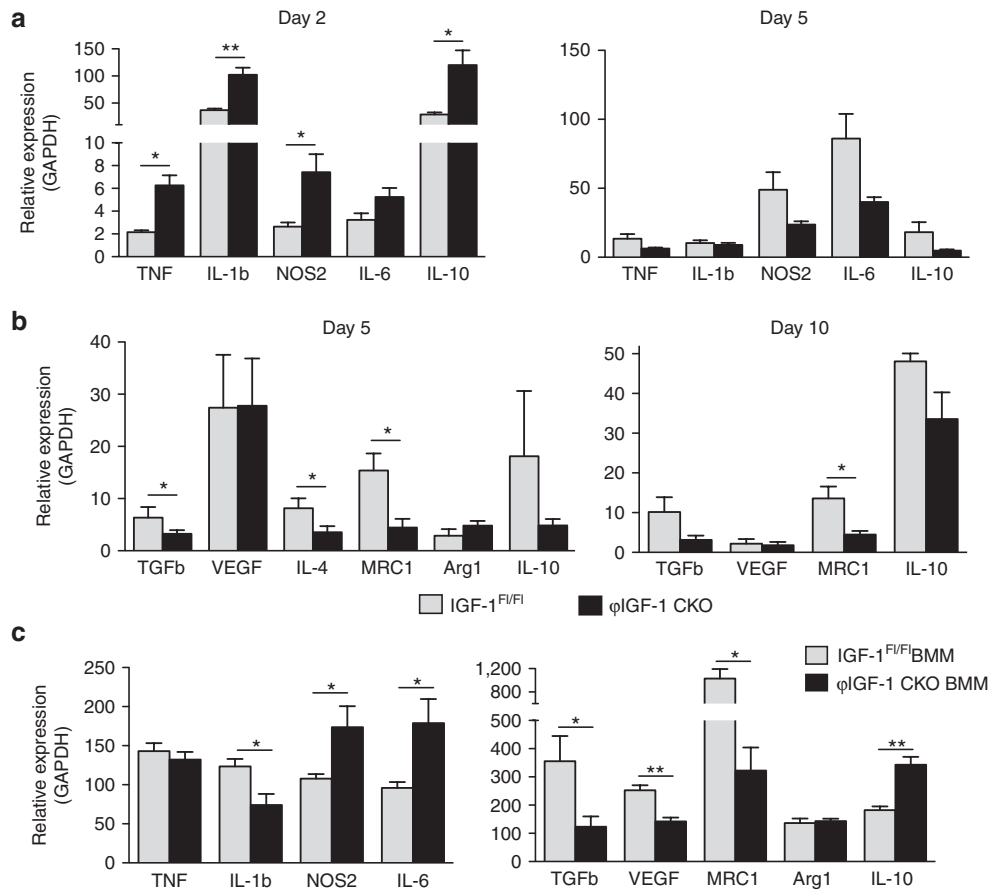 a
Day 2
Day 5
Relative expression
(GAPDH)
150
100
50
10
8
6
4
2
0
*
**
*
*
TNF IL-1b NOS2 IL-6 IL-10
150
100
50
0
TNF IL-1b NOS2 IL-6 IL-10
b
Day 5
Day 10
Relative expression
(GAPDH)
40
30
20
10
0
*
*
*
TGFb VEGF IL-4 MRC1 Arg1 IL-10
50
40
30
20
10
0
*
TGFb VEGF MRC1 IL-10
IGF-1Fl/Fl
φIGF-1 CKO
c
Relative expression
(GAPDH)
250
200
150
100
50
0
*
*
*
TNF IL-1b NOS2 IL-6
1,200
800
500
400
300
200
100
0
*
**
*
**
TGFb VEGF MRC1 Arg1 IL-10
IGF-1Fl/FlBMM
φIGF-1 CKO BMM